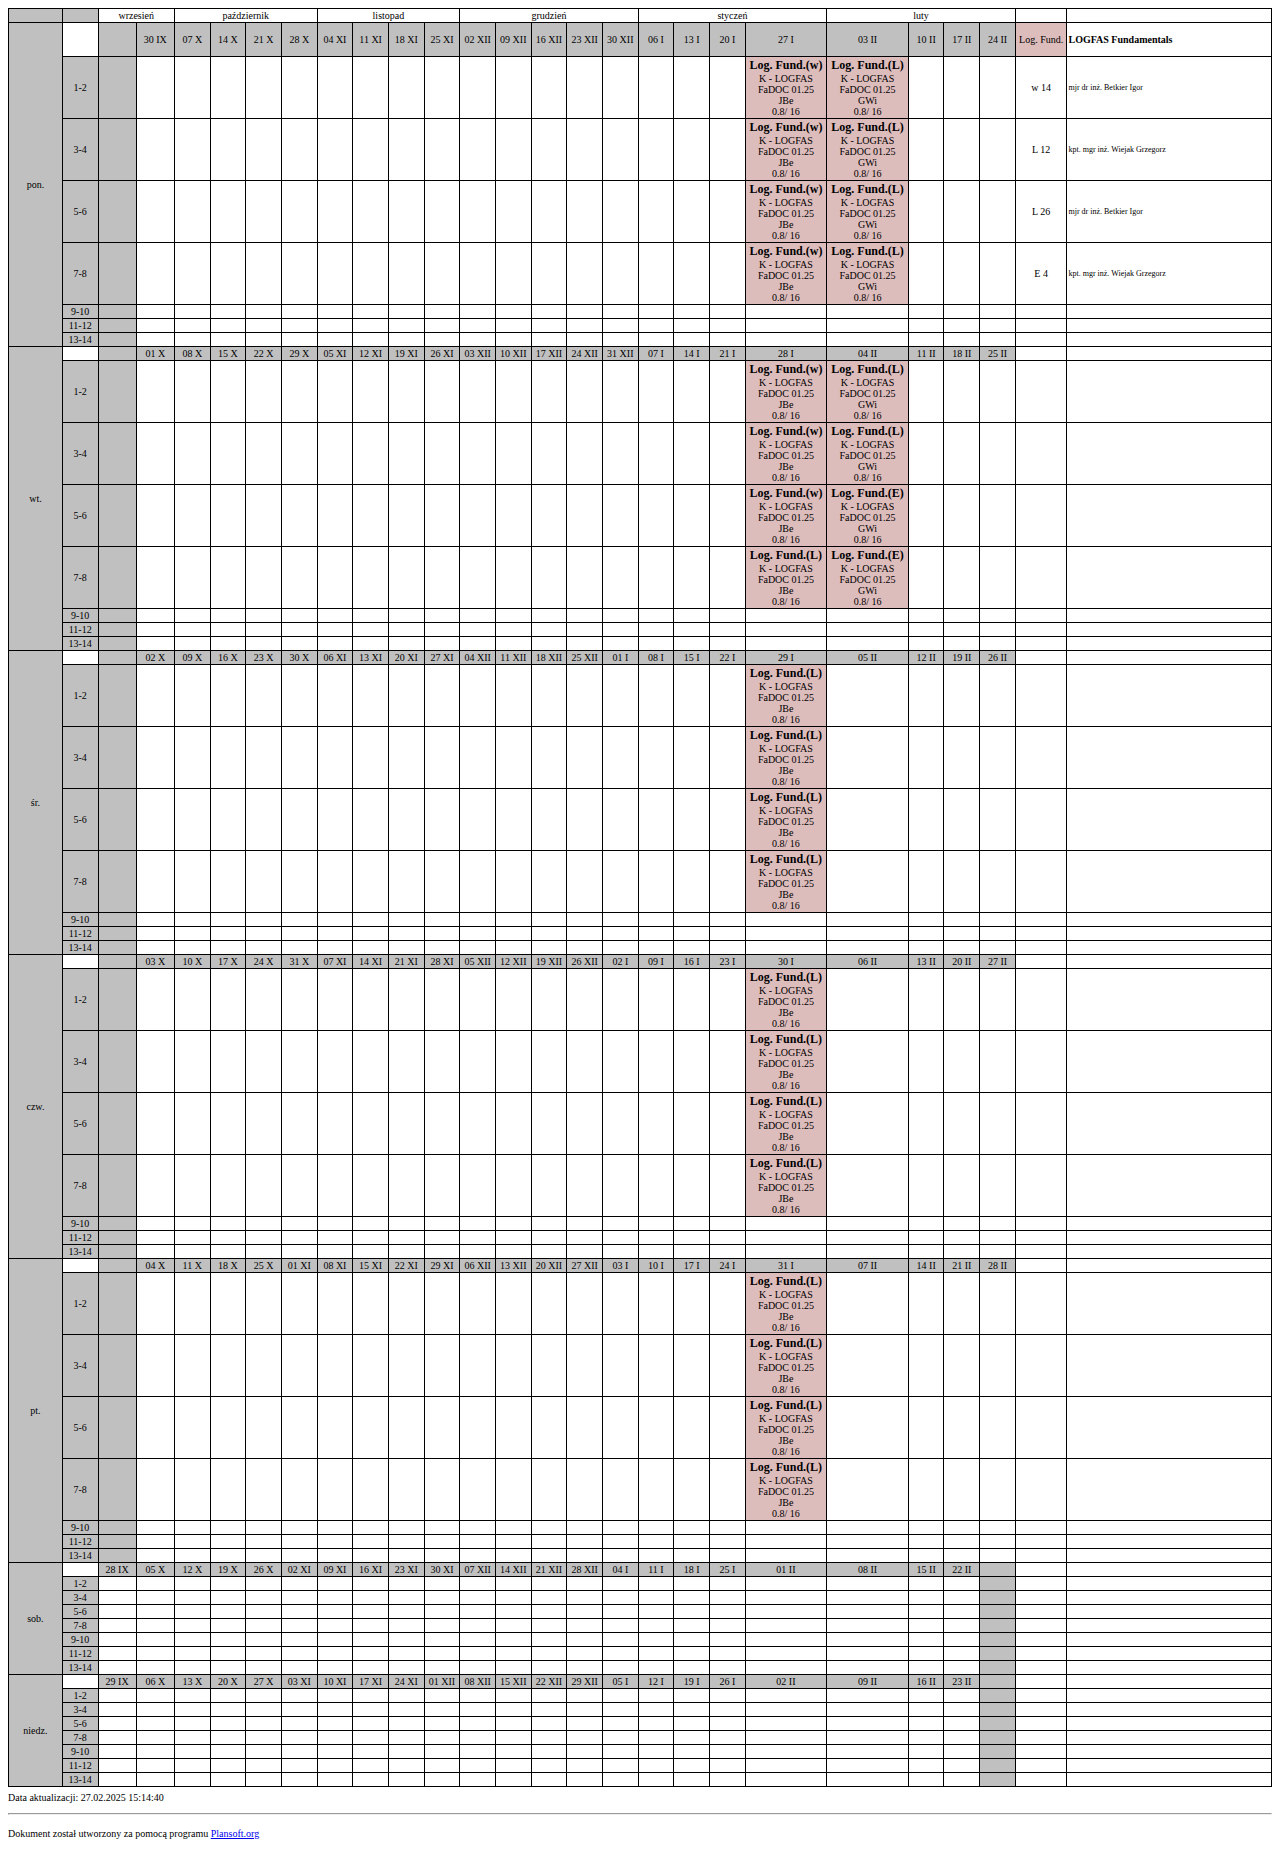 wrzesień październik listopad grudzień styczeń luty
30 IX 07 X 14 X 21 X 28 X 04 XI 11 XI 18 XI 25 XI 02 XII 09 XII 16 XII 23 XII 30 XII 06 I 13 I 20 I 27 I 03 II 10 II 17 II 24 II Log. Fund. LOGFAS Fundamentals
pon.
1-2
Log. Fund.(w) Log. Fund.(L)
K - LOGFAS K - LOGFAS
FaDOC 01.25 FaDOC 01.25
JBe GWi
0.8/ 16 0.8/ 16
w 14 mjr dr inż. Betkier Igor
3-4
Log. Fund.(w) Log. Fund.(L)
K - LOGFAS K - LOGFAS
FaDOC 01.25 FaDOC 01.25
JBe GWi
0.8/ 16 0.8/ 16
L 12 kpt. mgr inż. Wiejak Grzegorz
5-6
Log. Fund.(w) Log. Fund.(L)
K - LOGFAS K - LOGFAS
FaDOC 01.25 FaDOC 01.25
JBe GWi
0.8/ 16 0.8/ 16
L 26 mjr dr inż. Betkier Igor
7-8
Log. Fund.(w) Log. Fund.(L)
K - LOGFAS K - LOGFAS
FaDOC 01.25 FaDOC 01.25
JBe GWi
0.8/ 16 0.8/ 16
E 4 kpt. mgr inż. Wiejak Grzegorz
9-10
11-12
13-14
wt.
01 X 08 X 15 X 22 X 29 X 05 XI 12 XI 19 XI 26 XI 03 XII 10 XII 17 XII 24 XII 31 XII 07 I 14 I 21 I 28 I 04 II 11 II 18 II 25 II
1-2
Log. Fund.(w) Log. Fund.(L)
K - LOGFAS K - LOGFAS
FaDOC 01.25 FaDOC 01.25
JBe GWi
0.8/ 16 0.8/ 16
3-4
Log. Fund.(w) Log. Fund.(L)
K - LOGFAS K - LOGFAS
FaDOC 01.25 FaDOC 01.25
JBe GWi
0.8/ 16 0.8/ 16
5-6
Log. Fund.(w) Log. Fund.(E)
K - LOGFAS K - LOGFAS
FaDOC 01.25 FaDOC 01.25
JBe GWi
0.8/ 16 0.8/ 16
7-8
Log. Fund.(L) Log. Fund.(E)
K - LOGFAS K - LOGFAS
FaDOC 01.25 FaDOC 01.25
JBe GWi
0.8/ 16 0.8/ 16
9-10
11-12
13-14
śr.
02 X 09 X 16 X 23 X 30 X 06 XI 13 XI 20 XI 27 XI 04 XII 11 XII 18 XII 25 XII 01 I 08 I 15 I 22 I 29 I 05 II 12 II 19 II 26 II
1-2
Log. Fund.(L)
K - LOGFAS
FaDOC 01.25
JBe
0.8/ 16
3-4
Log. Fund.(L)
K - LOGFAS
FaDOC 01.25
JBe
0.8/ 16
5-6
Log. Fund.(L)
K - LOGFAS
FaDOC 01.25
JBe
0.8/ 16
7-8
Log. Fund.(L)
K - LOGFAS
FaDOC 01.25
JBe
0.8/ 16
9-10
11-12
13-14
czw.
03 X 10 X 17 X 24 X 31 X 07 XI 14 XI 21 XI 28 XI 05 XII 12 XII 19 XII 26 XII 02 I 09 I 16 I 23 I 30 I 06 II 13 II 20 II 27 II
1-2
Log. Fund.(L)
K - LOGFAS
FaDOC 01.25
JBe
0.8/ 16
3-4
Log. Fund.(L)
K - LOGFAS
FaDOC 01.25
JBe
0.8/ 16
5-6
Log. Fund.(L)
K - LOGFAS
FaDOC 01.25
JBe
0.8/ 16
7-8
Log. Fund.(L)
K - LOGFAS
FaDOC 01.25
JBe
0.8/ 16
9-10
11-12
13-14
pt.
04 X 11 X 18 X 25 X 01 XI 08 XI 15 XI 22 XI 29 XI 06 XII 13 XII 20 XII 27 XII 03 I 10 I 17 I 24 I 31 I 07 II 14 II 21 II 28 II
1-2
Log. Fund.(L)
K - LOGFAS
FaDOC 01.25
JBe
0.8/ 16
3-4
Log. Fund.(L)
K - LOGFAS
FaDOC 01.25
JBe
0.8/ 16
5-6
Log. Fund.(L)
K - LOGFAS
FaDOC 01.25
JBe
0.8/ 16
7-8
Log. Fund.(L)
K - LOGFAS
FaDOC 01.25
JBe
0.8/ 16
9-10
11-12
13-14
sob.
28 IX 05 X 12 X 19 X 26 X 02 XI 09 XI 16 XI 23 XI 30 XI 07 XII 14 XII 21 XII 28 XII 04 I 11 I 18 I 25 I 01 II 08 II 15 II 22 II
1-2
3-4
5-6
7-8
9-10
11-12
13-14
niedz.
29 IX 06 X 13 X 20 X 27 X 03 XI 10 XI 17 XI 24 XI 01 XII 08 XII 15 XII 22 XII 29 XII 05 I 12 I 19 I 26 I 02 II 09 II 16 II 23 II
1-2
3-4
5-6
7-8
9-10
11-12
13-14
Data aktualizacji: 27.02.2025 15:14:40
Dokument został utworzony za pomocą programu Plansoft.org